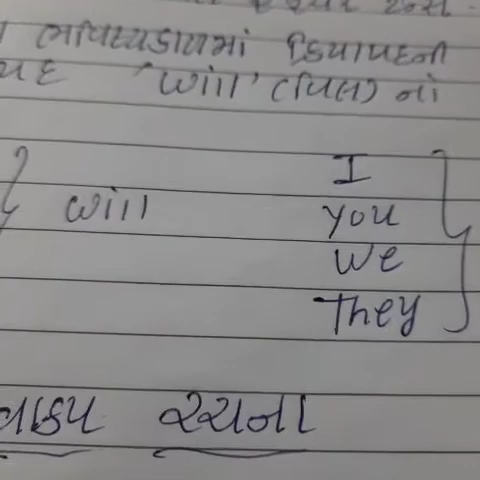 ભવિષ્યકાળમાં ક્રિયાપદની
'will' (વિલ) નો
will
I
you
we
They
વાક્ય રચના